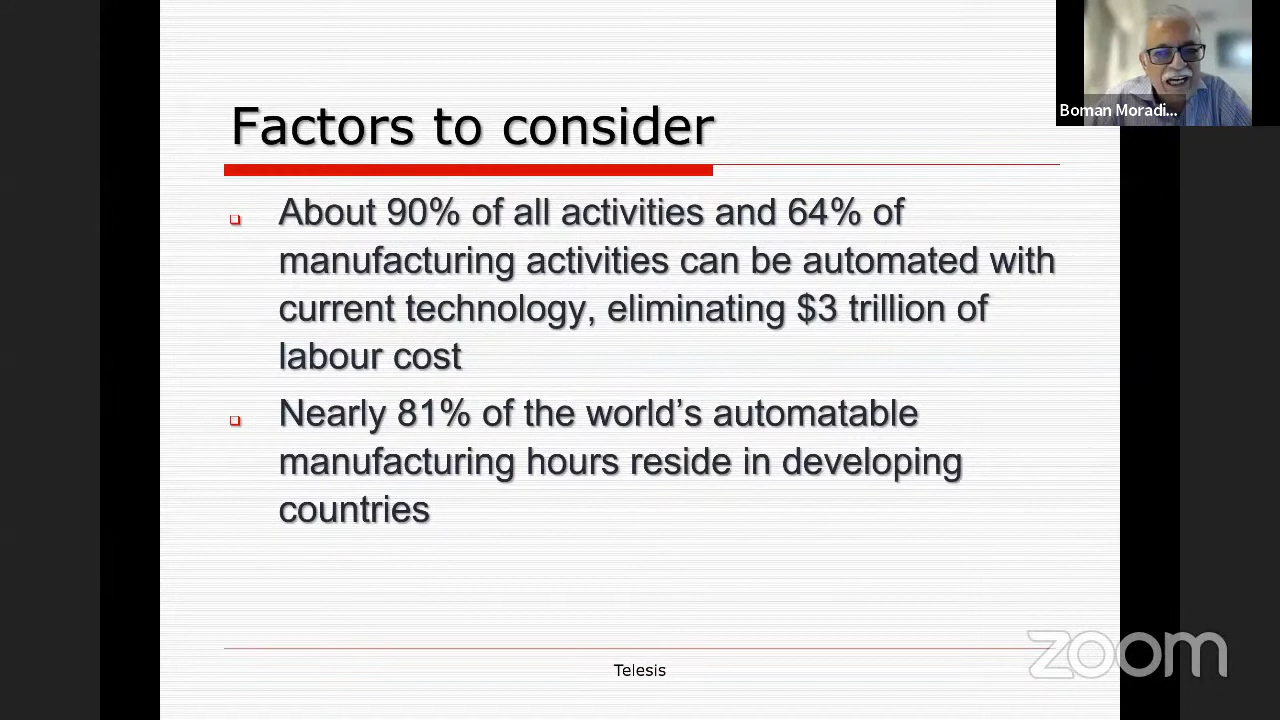 Boman Moradi...
Factors to consider
About 90% of all activities and 64% of
manufacturing activities can be automated with
current technology, eliminating $3 trillion of
labour cost
Nearly 81% of the world’s automatable
manufacturing hours reside in developing
countries
zoom
Telesis